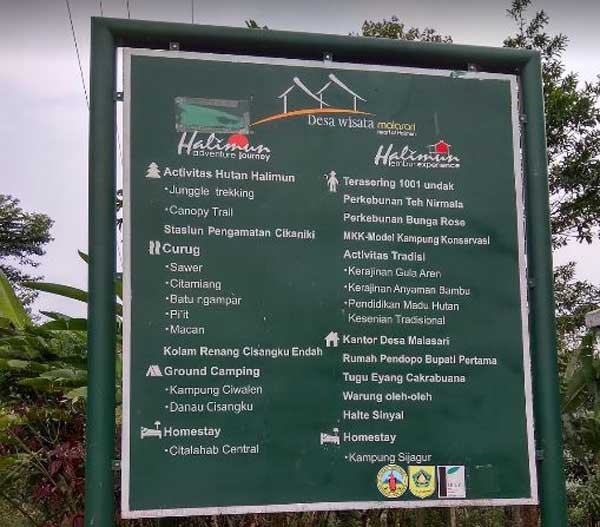 Desa wisata malasari
Halimun
adventure journey
Activitas Hutan Halimun
•Junggle trekking
•Canopy Trail
Stasiun Pengamatan Cikaniki
Curug
•Sawer
•Citamiang
•Batu ngampar
•Pi'it
•Macan
Kolam Renang Cisangku Endah
Ground Camping
•Kampung Ciwalen
•Danau Cisangku
Homestay
•Citalahab Central
Halimun
lembur experience
Terasering 1001 undak
Perkebunan Teh Nirmala
Perkebunan Bunga Rose
MKK-Model Kampung Konservasi
Activitas Tradisi
•Kerajinan Gula Aren
•Kerajinan Anyaman Bambu
•Pendidikan Madu Hutan
Kesenian Tradisional
Kantor Desa Malasari
Rumah Pendopo Bupati Pertama
Tugu Eyang Cakrabuana
Warung oleh-oleh
Halte Sinyal
Homestay
•Kampung Sijagur